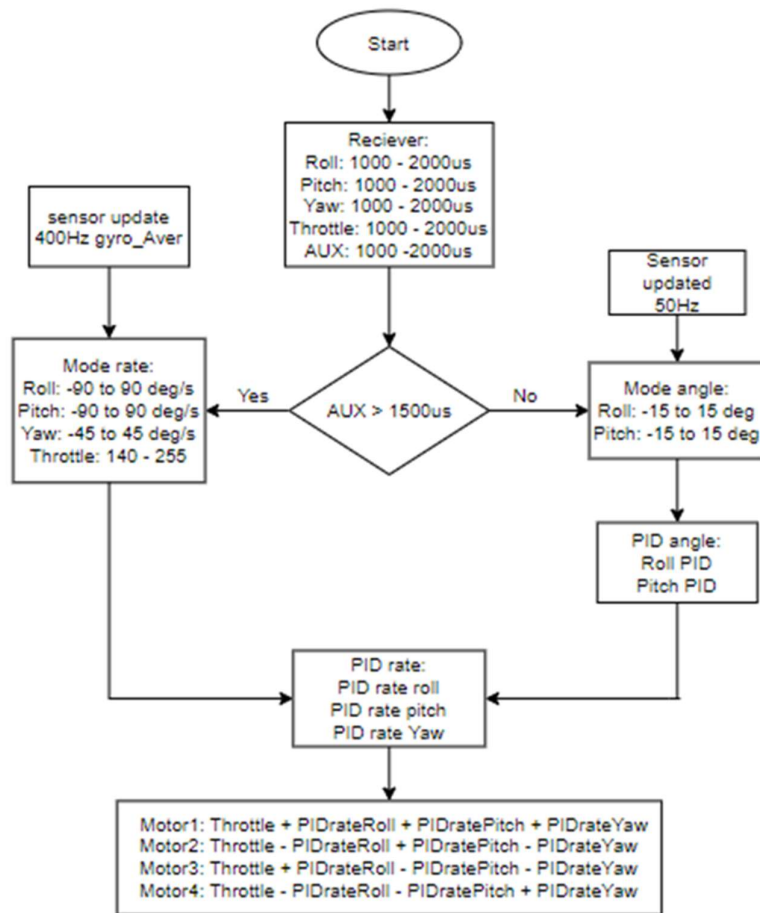 Start
Reciever:
Roll: 1000 - 2000us
Pitch: 1000 - 2000us
Yaw: 1000 - 2000us
Throttle: 1000 - 2000us
AUX: 1000 -2000us
sensor update
400Hz gyro_Aver
Sensor
updated
50Hz
Mode rate:
Roll: -90 to 90 deg/s
Pitch: -90 to 90 deg/s
Yaw: -45 to 45 deg/s
Throttle: 140 - 255
Yes
AUX > 1500us
No
Mode angle:
Roll: -15 to 15 deg
Pitch: -15 to 15 deg
PID angle:
Roll PID
Pitch PID
PID rate:
PID rate roll
PID rate pitch
PID rate Yaw
Motor1: Throttle + PIDrateRoll + PIDratePitch + PIDrateYaw
Motor2: Throttle - PIDrateRoll + PIDratePitch - PIDrateYaw
Motor3: Throttle + PIDrateRoll - PIDratePitch - PIDrateYaw
Motor4: Throttle - PIDrateRoll - PIDratePitch + PIDrateYaw